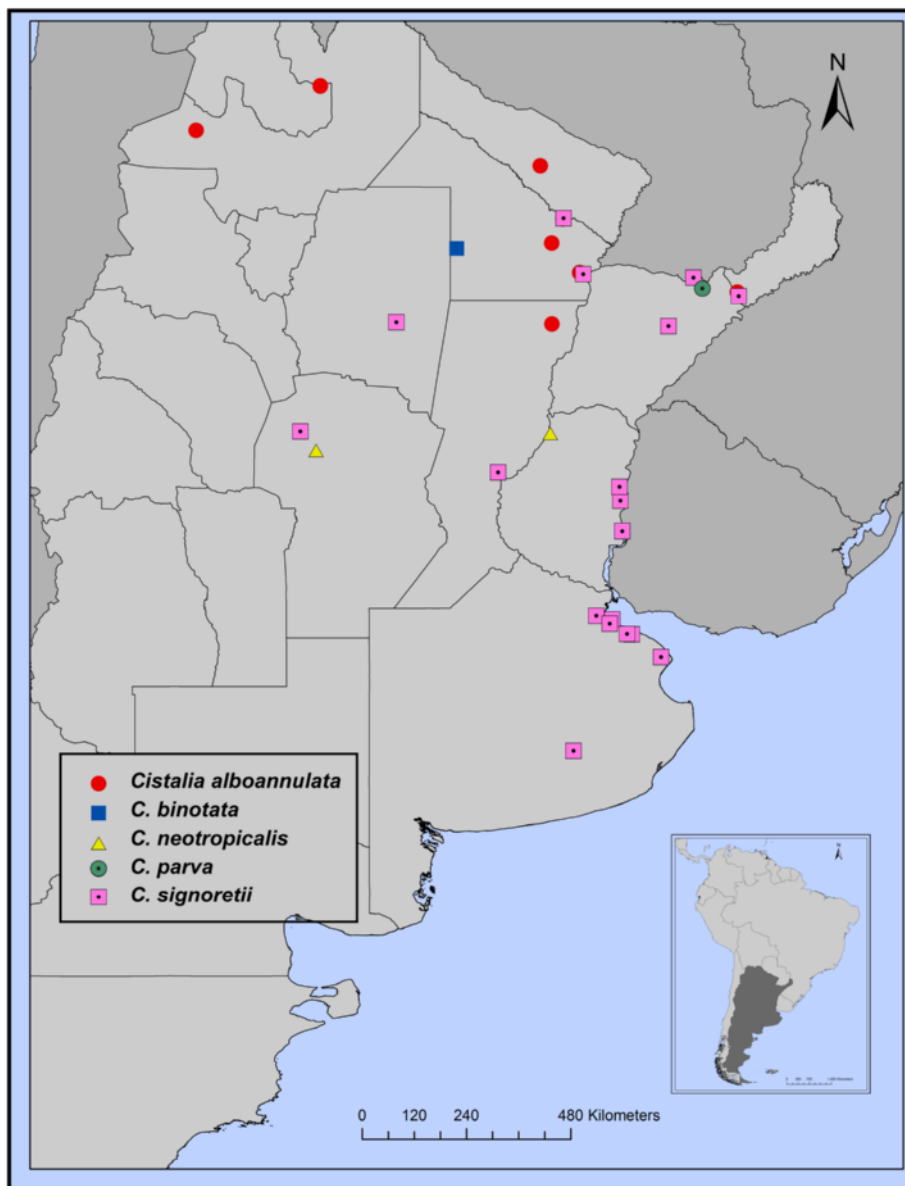 N
Cistalia alboannulata
C. binotata
C. neotropicalis
C. parva
C. signoretii
N
0 120 240 480 Kilometers